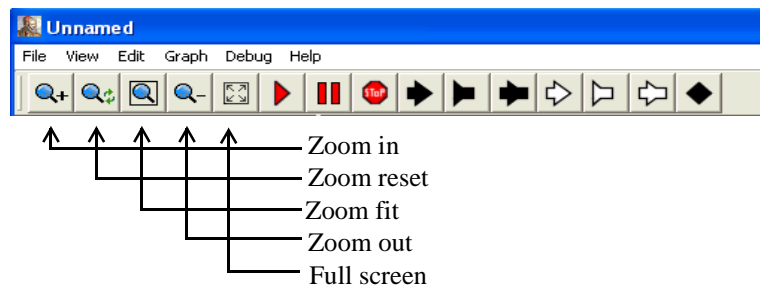 Unnamed
File View Edit Graph Debug Help
STOP
Zoom in
Zoom reset
Zoom fit
Zoom out
Full screen